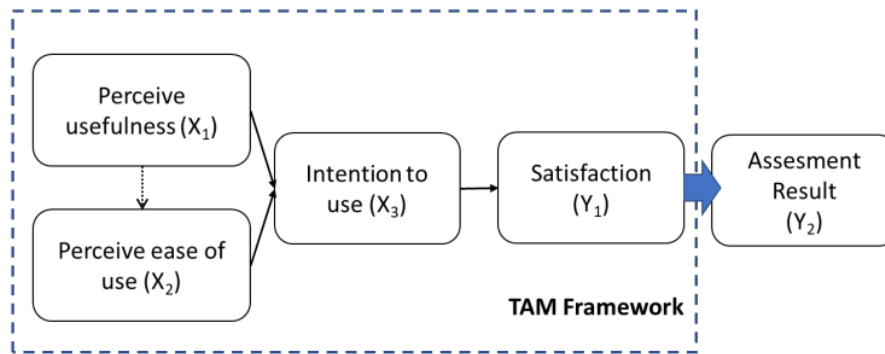 Perceive
usefulness (X₁)
Perceive ease of
use (X₂)
Intention to
use (X₃)
Satisfaction
(Y₁)
Assesment
Result
(Y₂)
TAM Framework